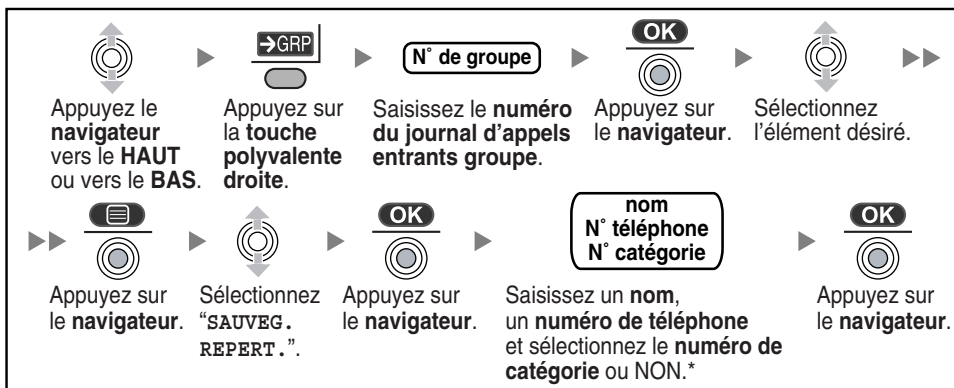 →GRP
N° de groupe
OK
Appuyez le
navigateur
vers le HAUT
ou vers le BAS.
Appuyez sur
la touche
polyvalente
droite.
Saisissez le numéro
du journal d'appels
entrants groupe.
Appuyez sur
le navigateur.
Sélectionnez
l'élément désiré.
OK
nom
N° téléphone
N° catégorie
OK
Appuyez sur
le navigateur.
Sélectionnez
“SAUVEG.
REPERT.”.
Appuyez sur
le navigateur.
Saisissez un nom,
un numéro de téléphone
et sélectionnez le numéro de
catégorie ou NON.*
Appuyez sur
le navigateur.